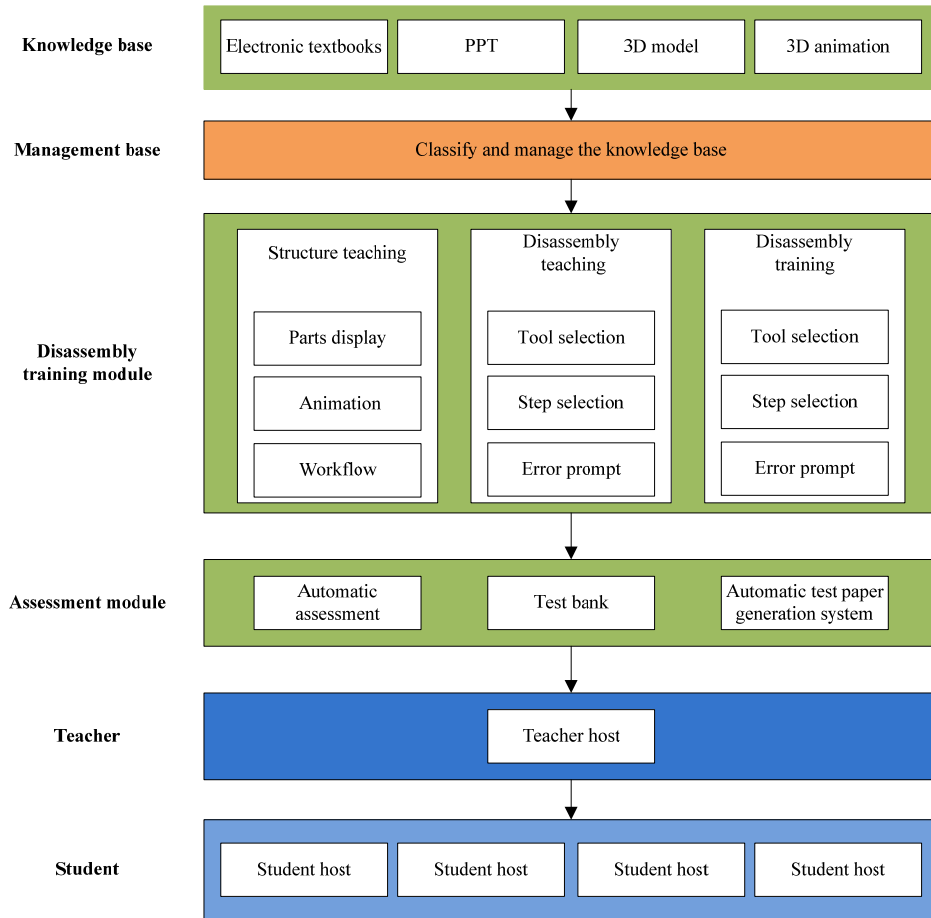 Knowledge base
Electronic textbooks
PPT
3D model
3D animation
Management base
Classify and manage the knowledge base
Disassembly
training module
Structure teaching
Parts display
Animation
Workflow
Disassembly
teaching
Tool selection
Step selection
Error prompt
Disassembly
training
Tool selection
Step selection
Error prompt
Assessment module
Automatic
assessment
Test bank
Automatic test paper
generation system
Teacher
Teacher host
Student
Student host
Student host
Student host
Student host